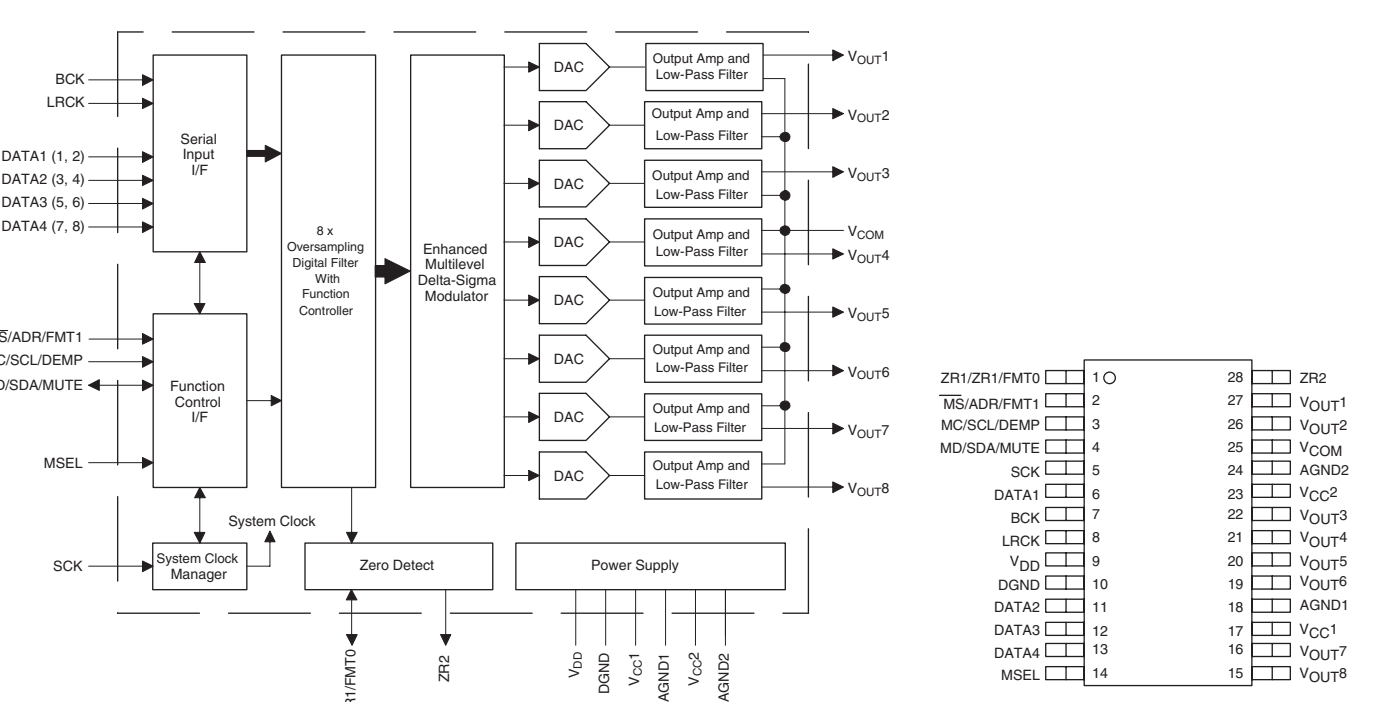 BCK
LRCK
DATA1 (1, 2)
DATA2 (3, 4)
DATA3 (5, 6)
DATA4 (7, 8)
S/ADR/FMT1
C/SCL/DEMP
D/SDA/MUTE
MSEL
SCK
Serial
Input
I/F
Function
Control
I/F
System Clock
Manager
System Clock
8 x
Oversampling
Digital Filter
With
Function
Controller
Enhanced
Multilevel
Delta-Sigma
Modulator
DAC
Output Amp and
Low-Pass Filter
VOUT1
DAC
Output Amp and
Low-Pass Filter
VOUT2
DAC
Output Amp and
Low-Pass Filter
VOUT3
DAC
Output Amp and
Low-Pass Filter
VCOM
VOUT4
DAC
Output Amp and
Low-Pass Filter
VOUT5
DAC
Output Amp and
Low-Pass Filter
VOUT6
DAC
Output Amp and
Low-Pass Filter
VOUT7
DAC
Output Amp and
Low-Pass Filter
VOUT8
Zero Detect
Power Supply
R1/FMT0
ZR2
VDD
DGND
VCC1
AGND1
VCC2
AGND2
ZR1/ZR1/FMT0 1 28 ZR2
MS/ADR/FMT1 2 27 VOUT1
MC/SCL/DEMP 3 26 VOUT2
MD/SDA/MUTE 4 25 VCOM
SCK 5 24 AGND2
DATA1 6 23 VCC2
BCK 7 22 VOUT3
LRCK 8 21 VOUT4
VDD 9 20 VOUT5
DGND 10 19 VOUT6
DATA2 11 18 AGND1
DATA3 12 17 VCC1
DATA4 13 16 VOUT7
MSEL 14 15 VOUT8